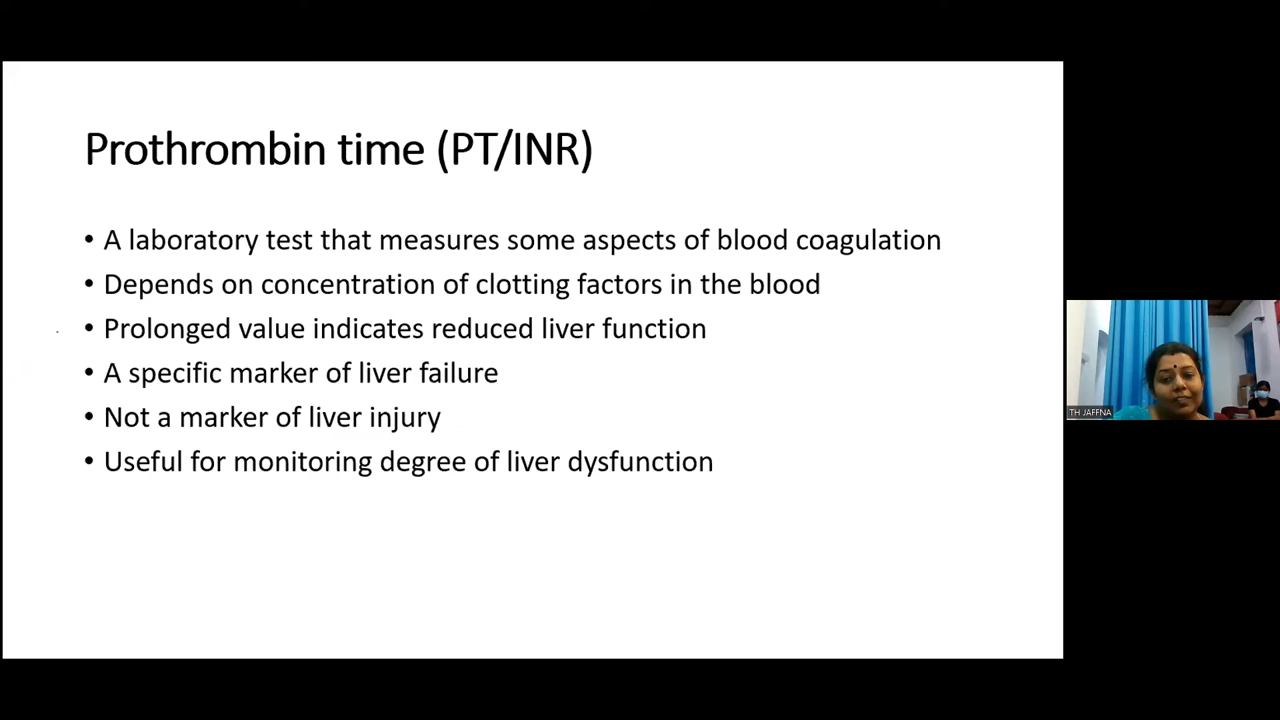 Prothrombin time (PT/INR)
• A laboratory test that measures some aspects of blood coagulation
• Depends on concentration of clotting factors in the blood
• Prolonged value indicates reduced liver function
• A specific marker of liver failure
• Not a marker of liver injury
• Useful for monitoring degree of liver dysfunction
TH JAFFNA